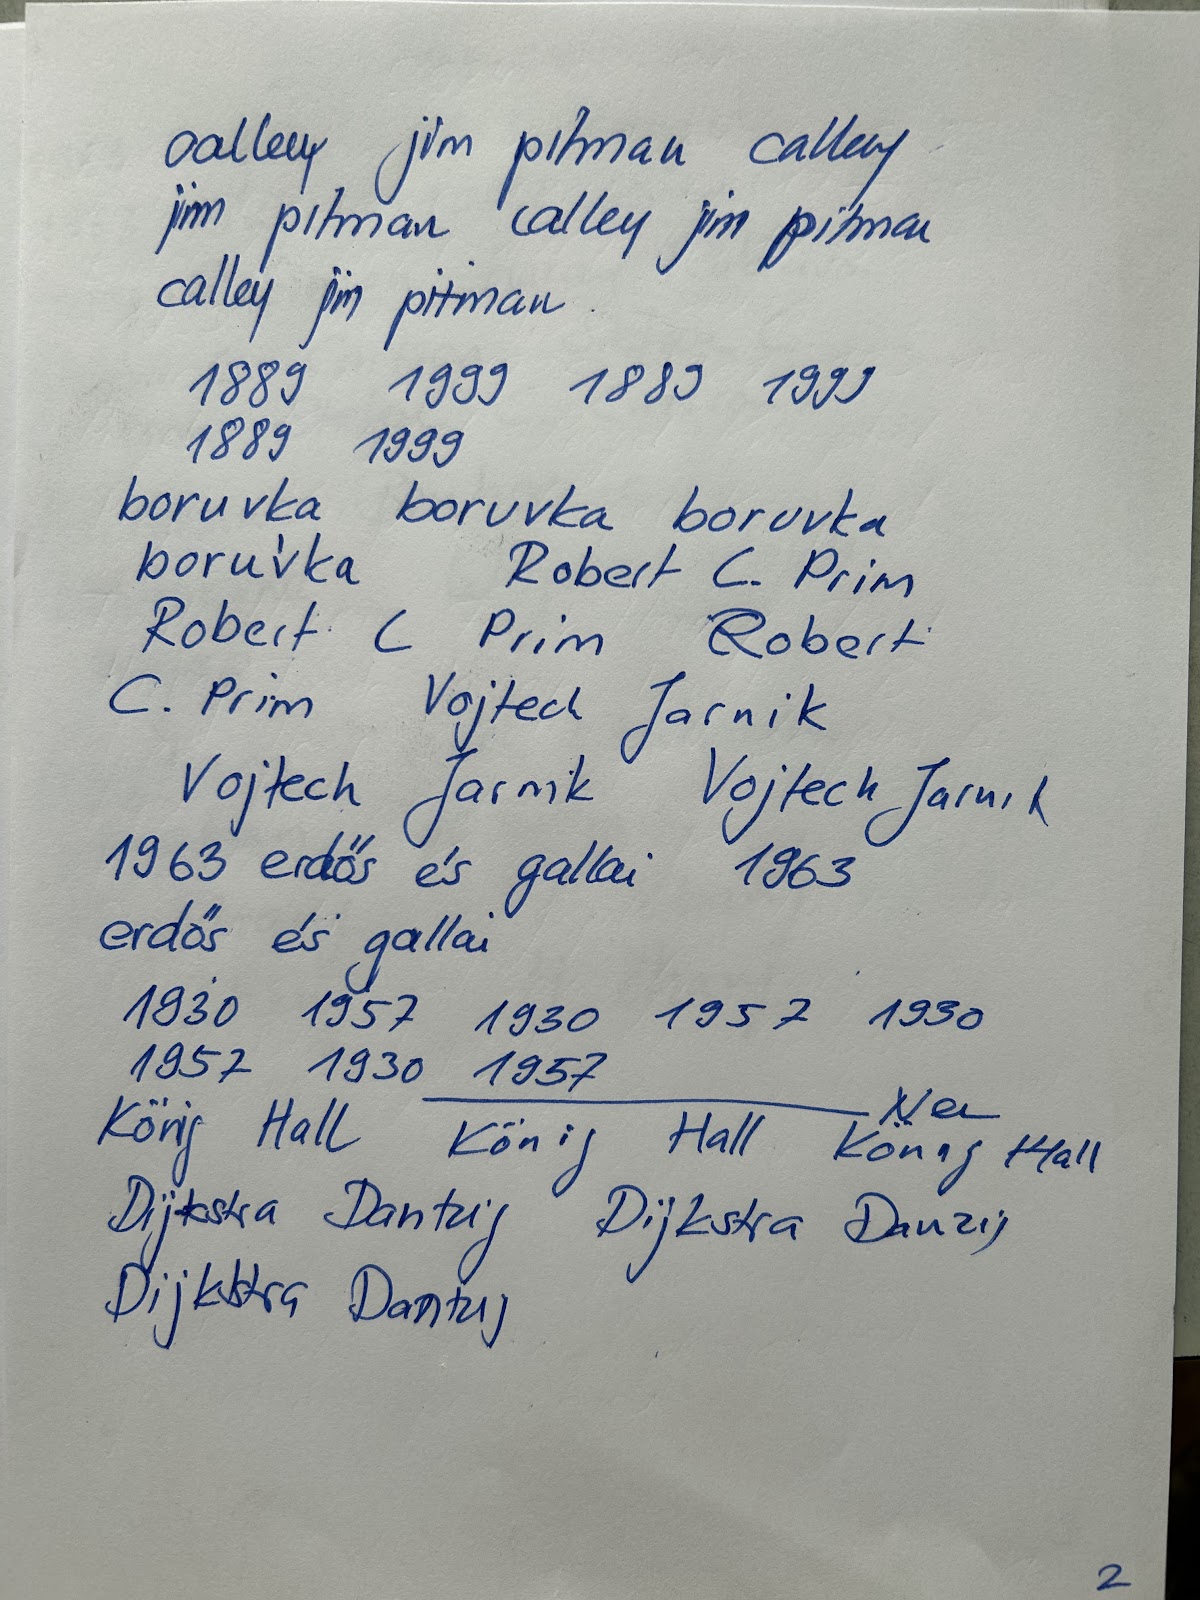 calley jim pitman calley
jim pitman calley jim pitman
calley jim pitman
1889 1999 1889 1999
1889 1999
boruvka boruvka boruvka
boruvka Robert C. Prim
Robert C Prim Robert
C. Prim Vojtech Jarnik
Vojtech Jarnik Vojtech Jarnik
1963 erdős és gallai 1963
erdős és gallai
1930 1957 1930 1957 1930
1957 1930 1957
Neu
König Hall König Hall König Hall
Dijkstra Dantzig Dijkstra Danzig
Dijkstra Dantzig
2